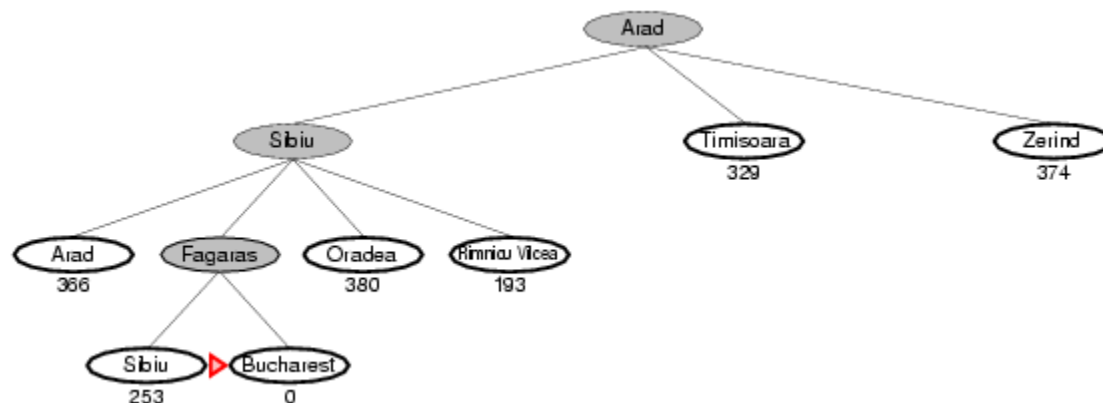 Arad
Sibiu
Timisoara
Zerind
329
374
Arad
Fagaras
Oradea
Rimnicu Vilcea
366
380
193
Sibiu
Bucharest
253
0